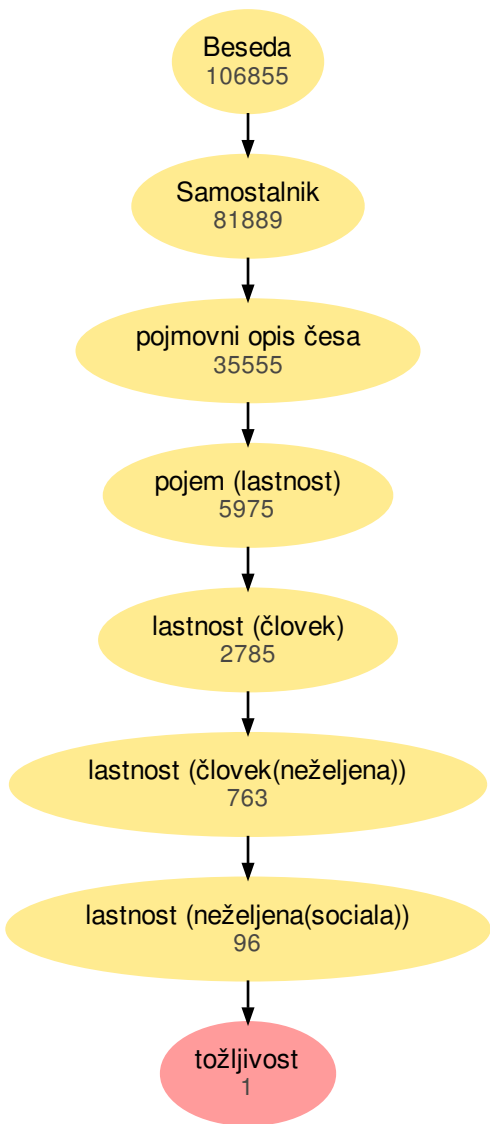 Beseda
106855
Samostalnik
81889
pojmovni opis česa
35555
pojem (lastnost)
5975
lastnost (človek)
2785
lastnost (človek(neželjena))
763
lastnost (neželjena(sociala))
96
tožljivost
1